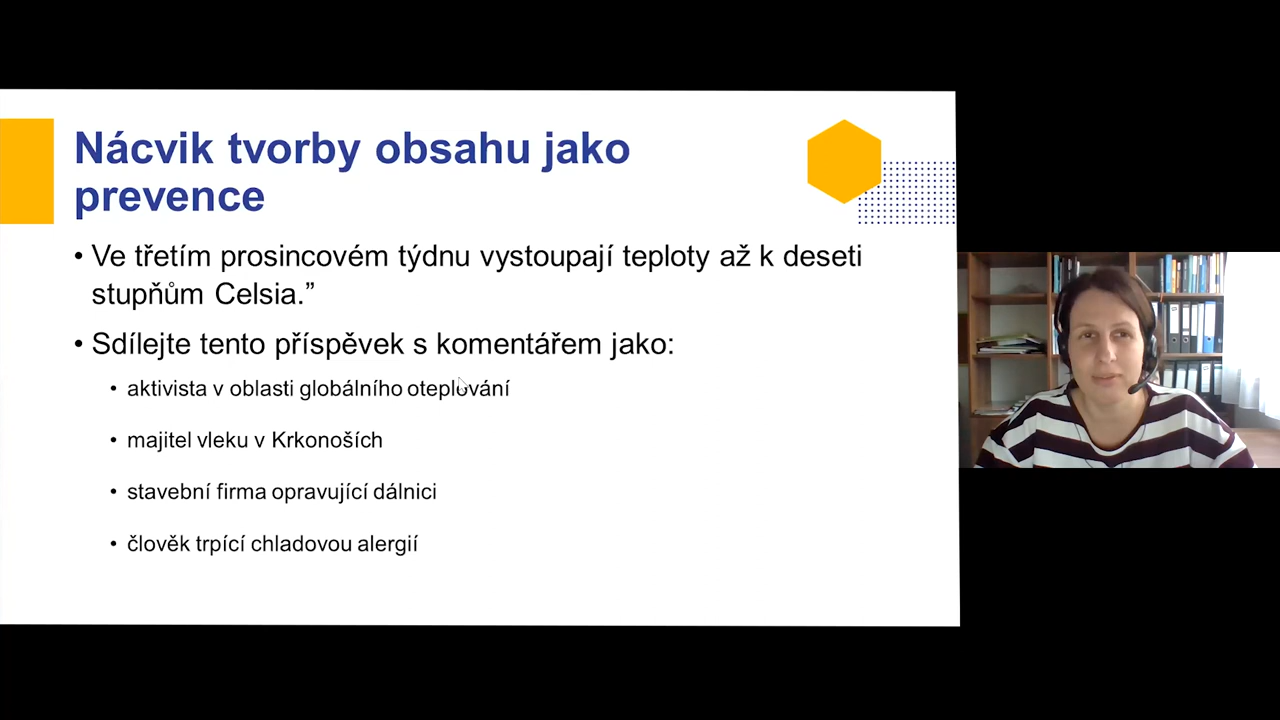 Nácvik tvorby obsahu jako
prevence
• Ve třetím prosincovém týdnu vystoupají teploty až k deseti
stupňům Celsia.”
• Sdílejte tento příspěvek s komentářem jako:
• aktivista v oblasti globálního oteplování
• majitel vleku v Krkonoších
• stavební firma opravující dálnici
• člověk trpící chladovou alergií